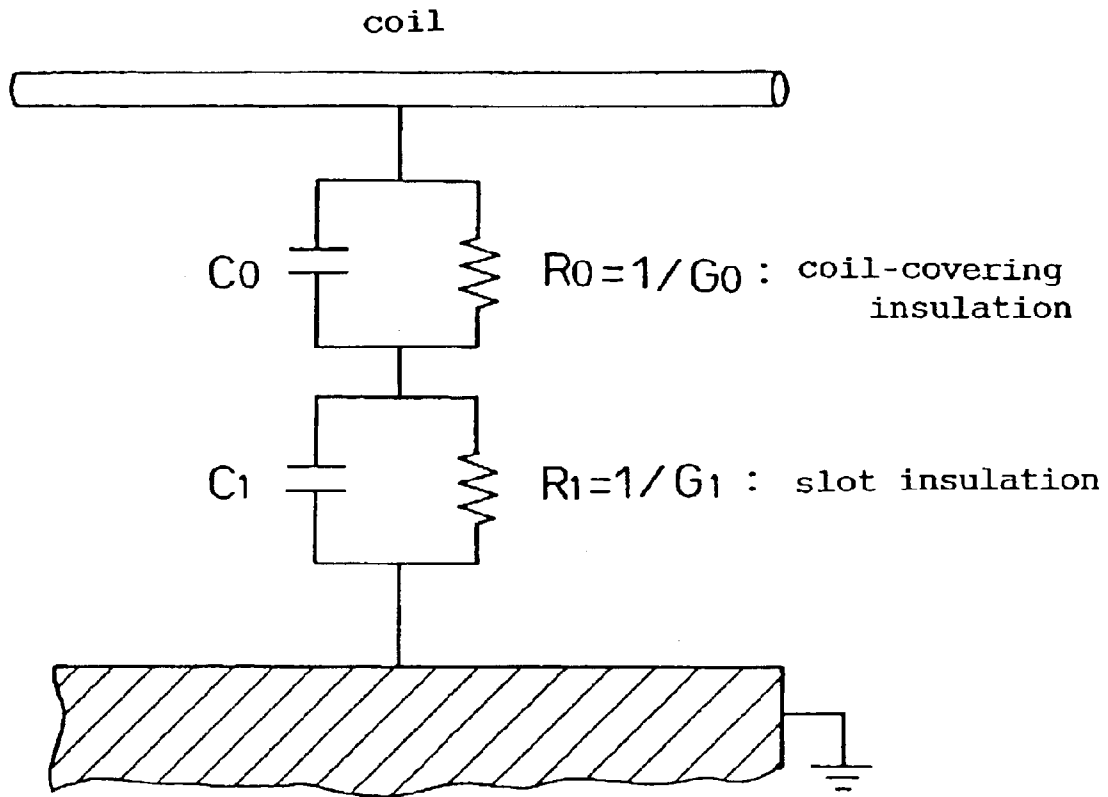 coil
C0 R0=1/G0 : coil-covering
insulation
C1 R1=1/G1 : slot insulation